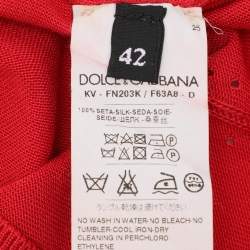 42
25
DOLCE & GABBANA
KV - FN203K / F63A8 - D
100% SETA-SILK-SEDA-SOIE-
SEIDE-ШЕЛК -
NO WASH IN WATER-NO BLEACH-NO
TUMBLER-COOL IRON-DRY
CLEANING IN PERCHLORO
ETHYLENE